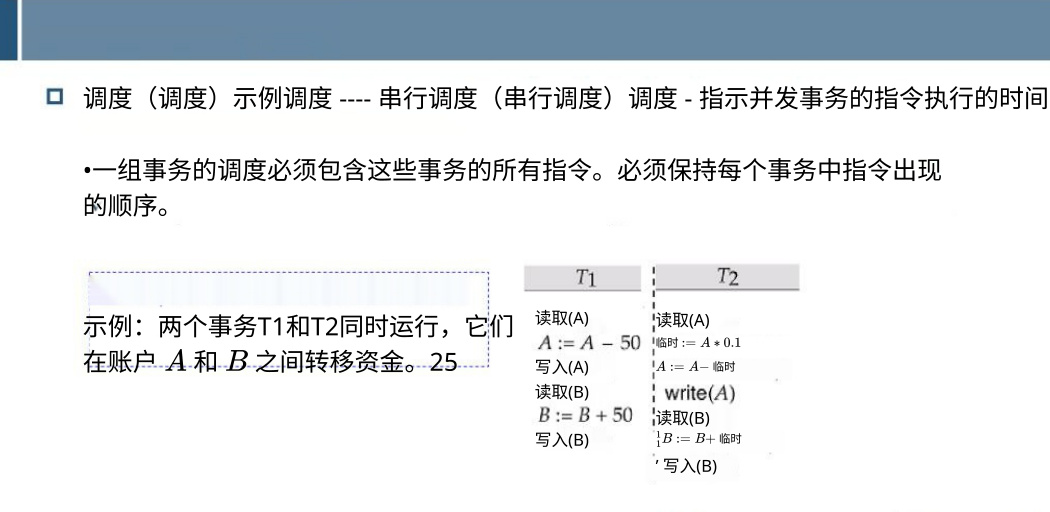 调度（调度）示例调度 ---- 串行调度（串行调度）调度 - 指示并发事务的指令执行的时间
•一组事务的调度必须包含这些事务的所有指令。必须保持每个事务中指令出现
的顺序。
示例：两个事务T1和T2同时运行，它们
在账户 A 和 B 之间转移资金。25
T1
读取(A)
A := A − 50
写入(A)
读取(B)
B := B + 50
写入(B)
T2
读取(A)
临时 := A * 0.1
A := A− 临时
write(A)
读取(B)
B := B+ 临时
′ 写入(B)